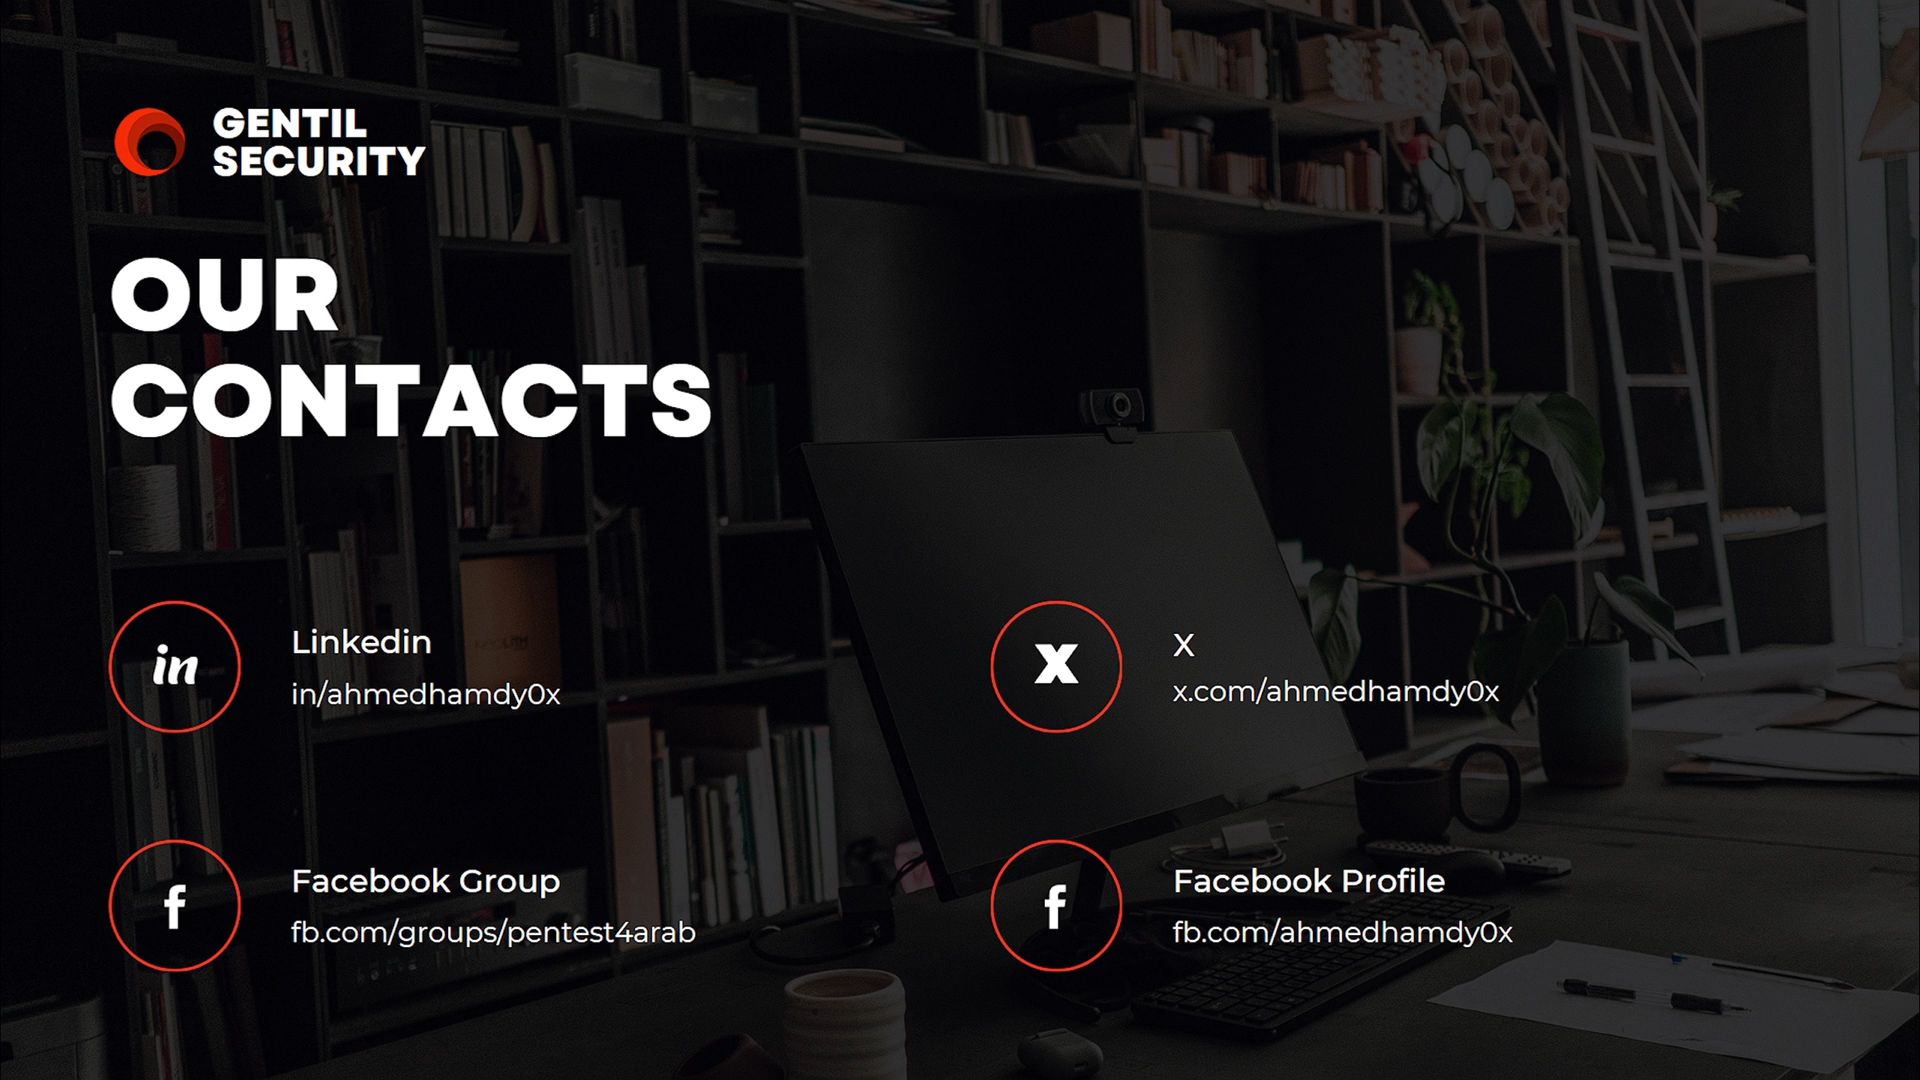 GENTIL
SECURITY
OUR
CONTACTS
in
Linkedin
in/ahmedhamdy0x
X
X
x.com/ahmedhamdy0x
f
Facebook Group
fb.com/groups/pentest4arab
f
Facebook Profile
fb.com/ahmedhamdy0x